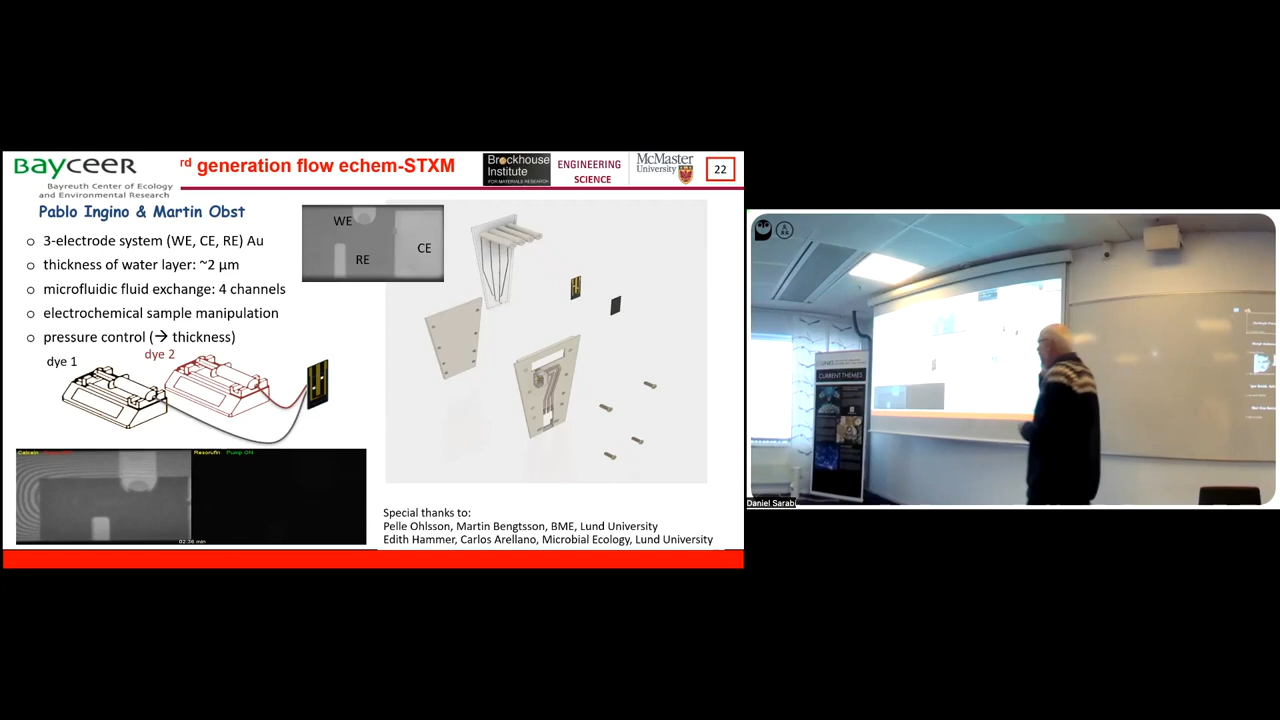 BAYCEER
Bayreuth Center of Ecology
and Environmental Research
rd generation flow echem-STXM
Brockhouse
Institute
FOR MATERIALS RESEARCH
ENGINEERING
SCIENCE
McMaster
University
22
Pablo Ingino & Martin Obst
o 3-electrode system (WE, CE, RE) Au
o thickness of water layer: ~2 µm
o microfluidic fluid exchange: 4 channels
o electrochemical sample manipulation
o pressure control (→ thickness)
WE
CE
RE
dye 1
dye 2
Calcein
Resorufin Pump ON
02:36 min
Special thanks to:
Pelle Ohlsson, Martin Bengtsson, BME, Lund University
Edith Hammer, Carlos Arellano, Microbial Ecology, Lund University
CURRENT THEMES
Daniel Sarabi